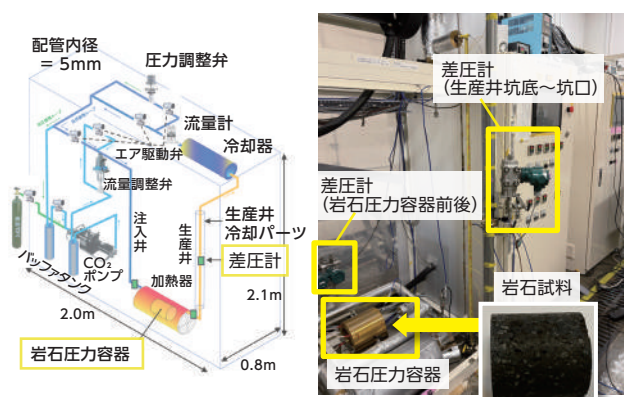 配管内径
= 5mm
圧力調整弁
流量計
冷却器
エア駆動弁
流量調整弁
注入井
生産井
生産井
冷却パーツ
差圧計
CO₂
ポンプ
バッファタンク
加熱器
2.1m
2.0m
0.8m
岩石圧力容器
差圧計
(生産井坑底~坑口)
差圧計
(岩石圧力容器前後)
岩石試料
岩石圧力容器